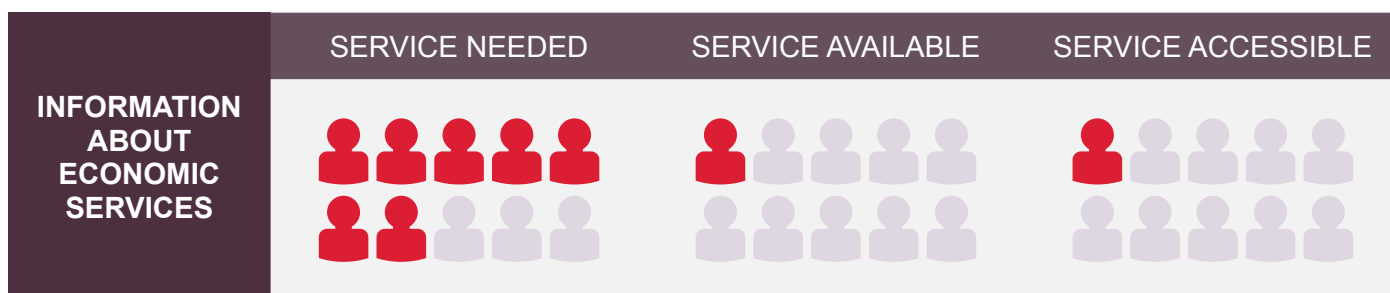 SERVICE NEEDED
SERVICE AVAILABLE
SERVICE ACCESSIBLE
INFORMATION
ABOUT
ECONOMIC
SERVICES